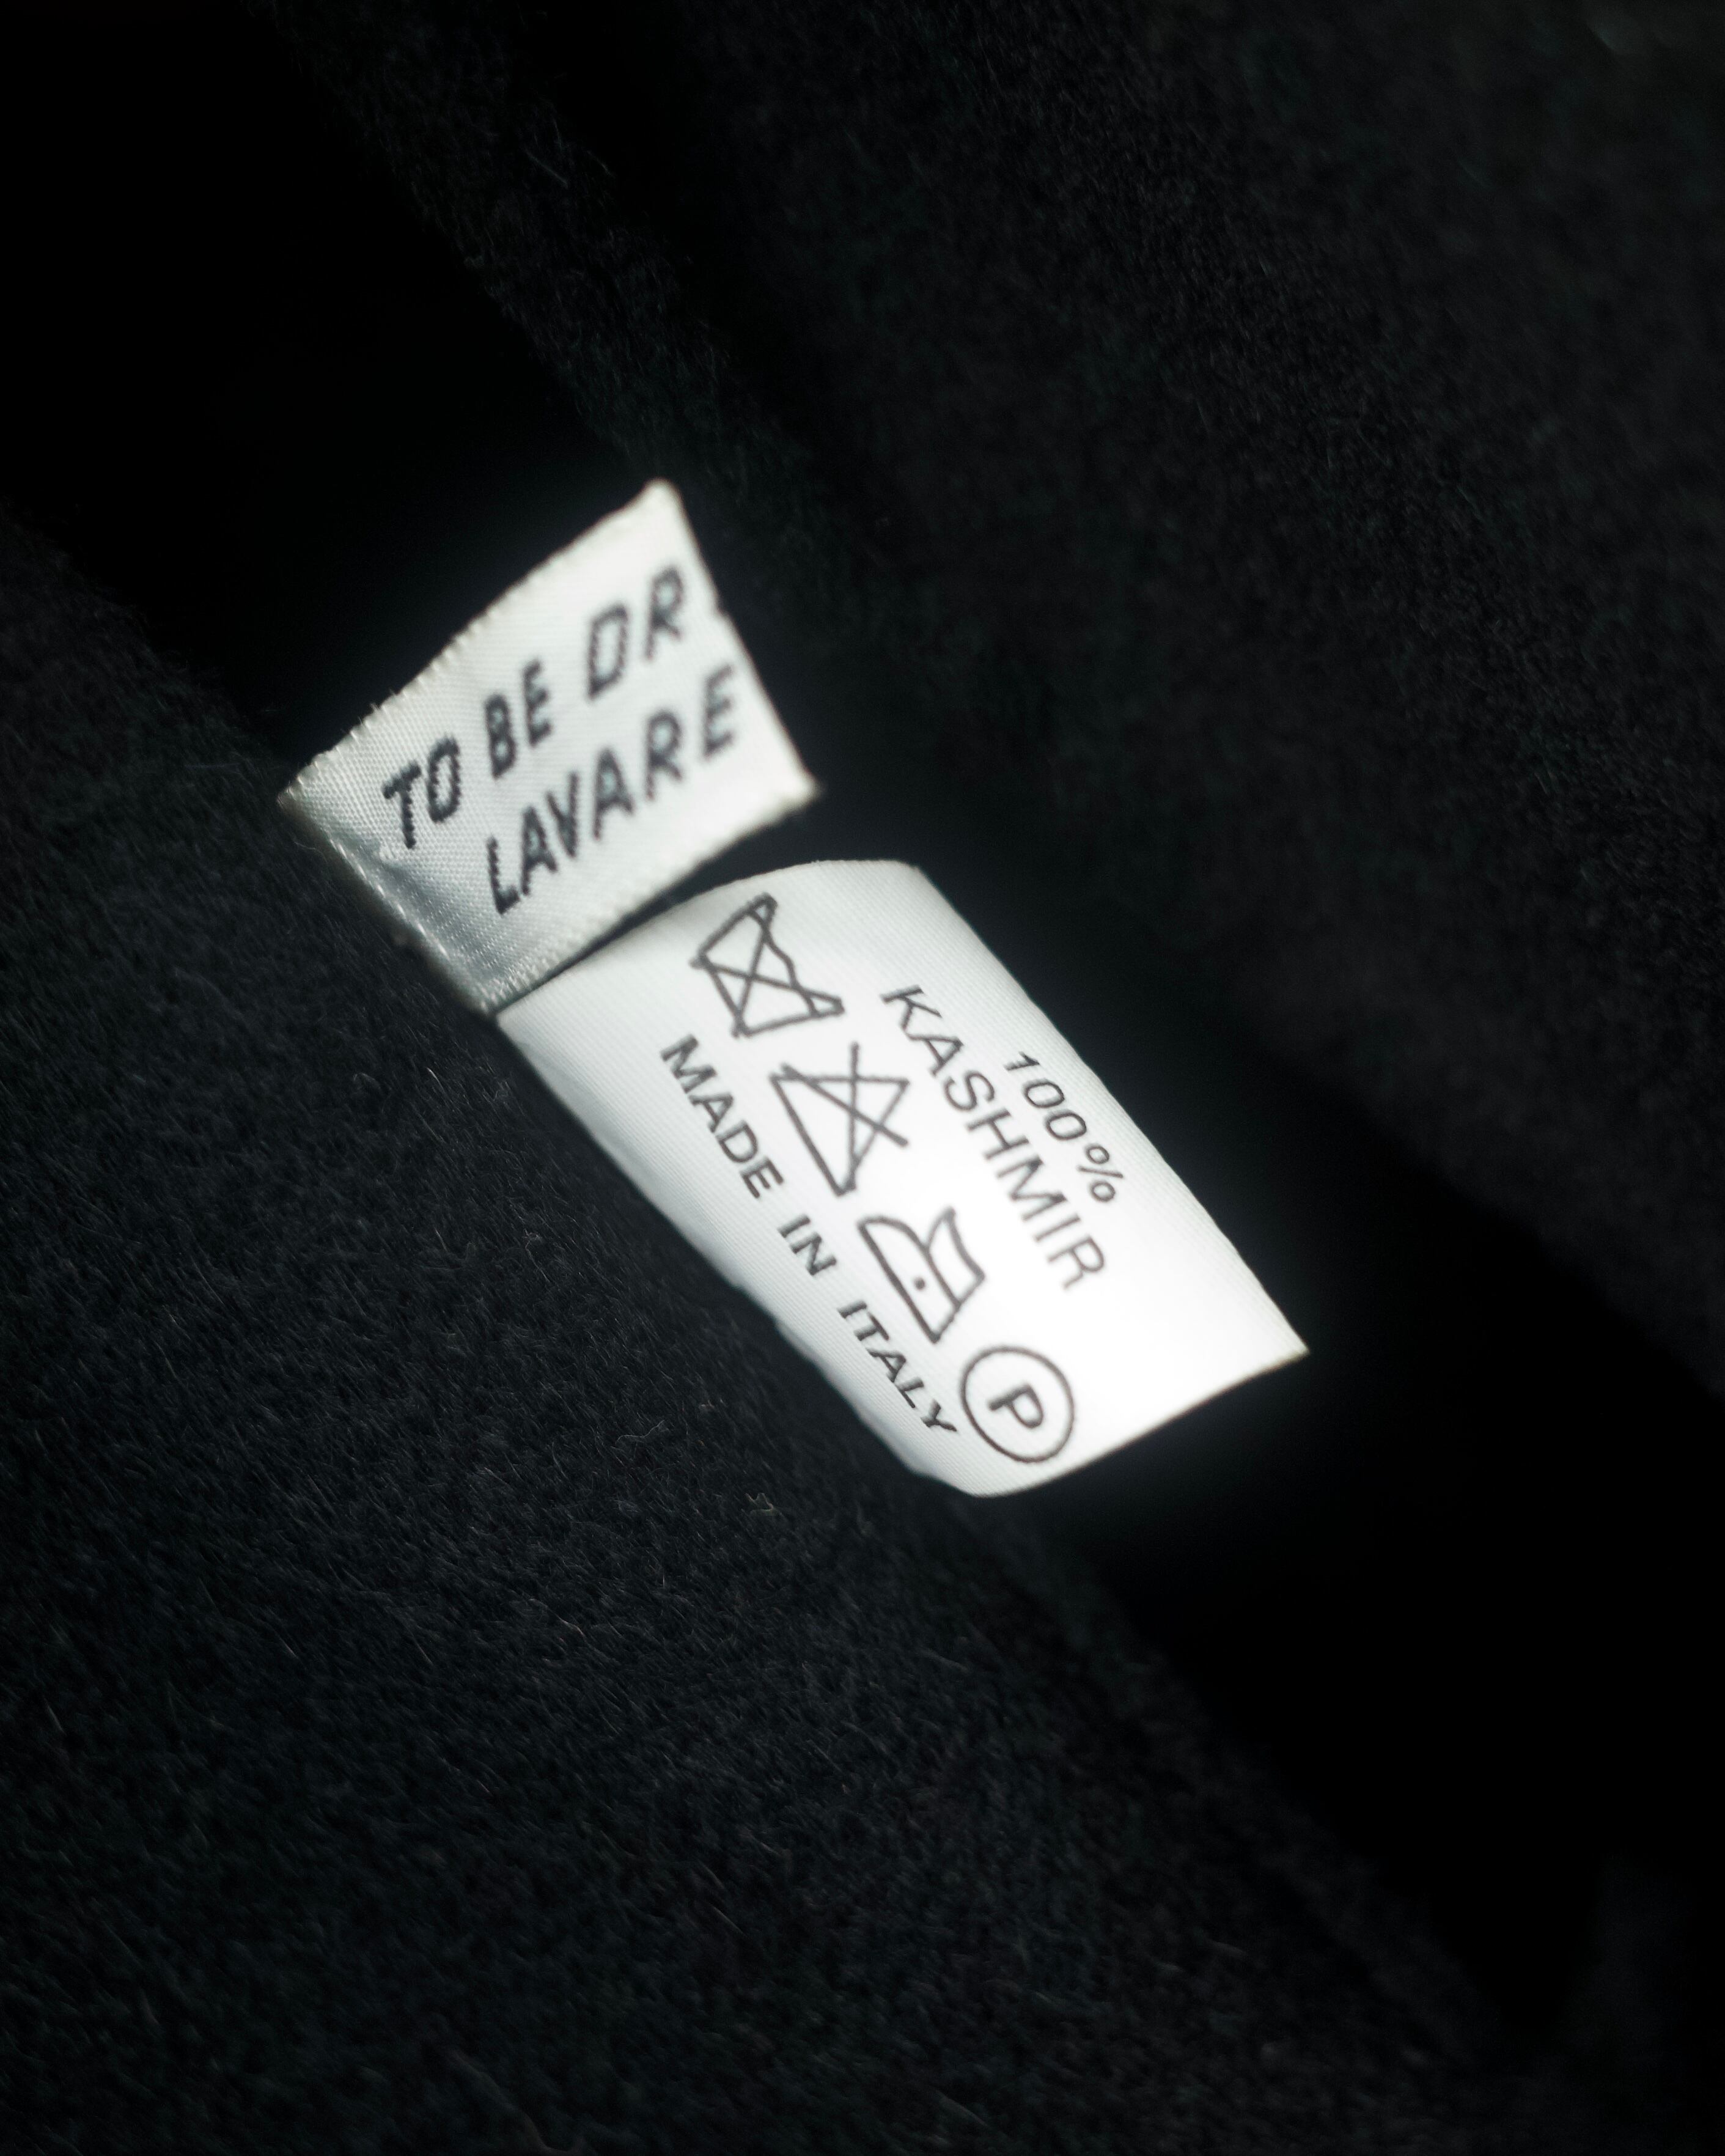 TO BE DR
LAVARE
100%
KASHMIR
P
MADE IN ITALY